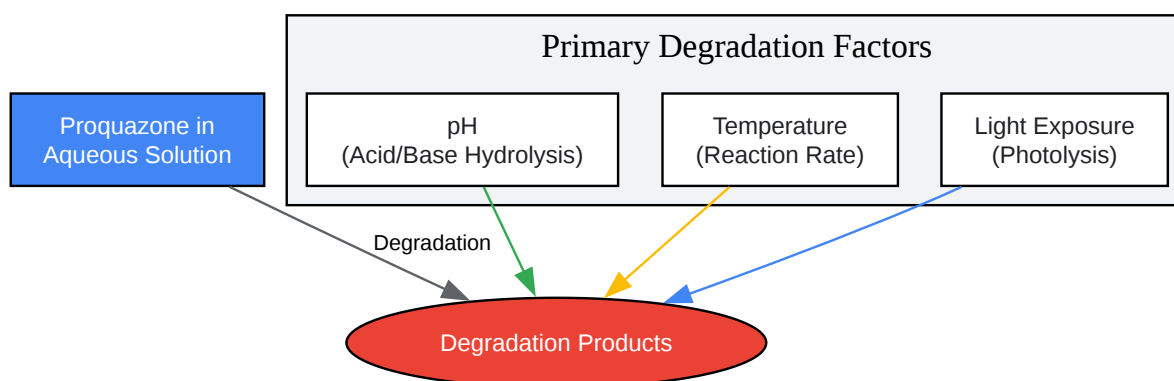 Primary Degradation Factors
Proquazone in
Aqueous Solution
pH
(Acid/Base Hydrolysis)
Temperature
(Reaction Rate)
Light Exposure
(Photolysis)
Degradation
Degradation Products